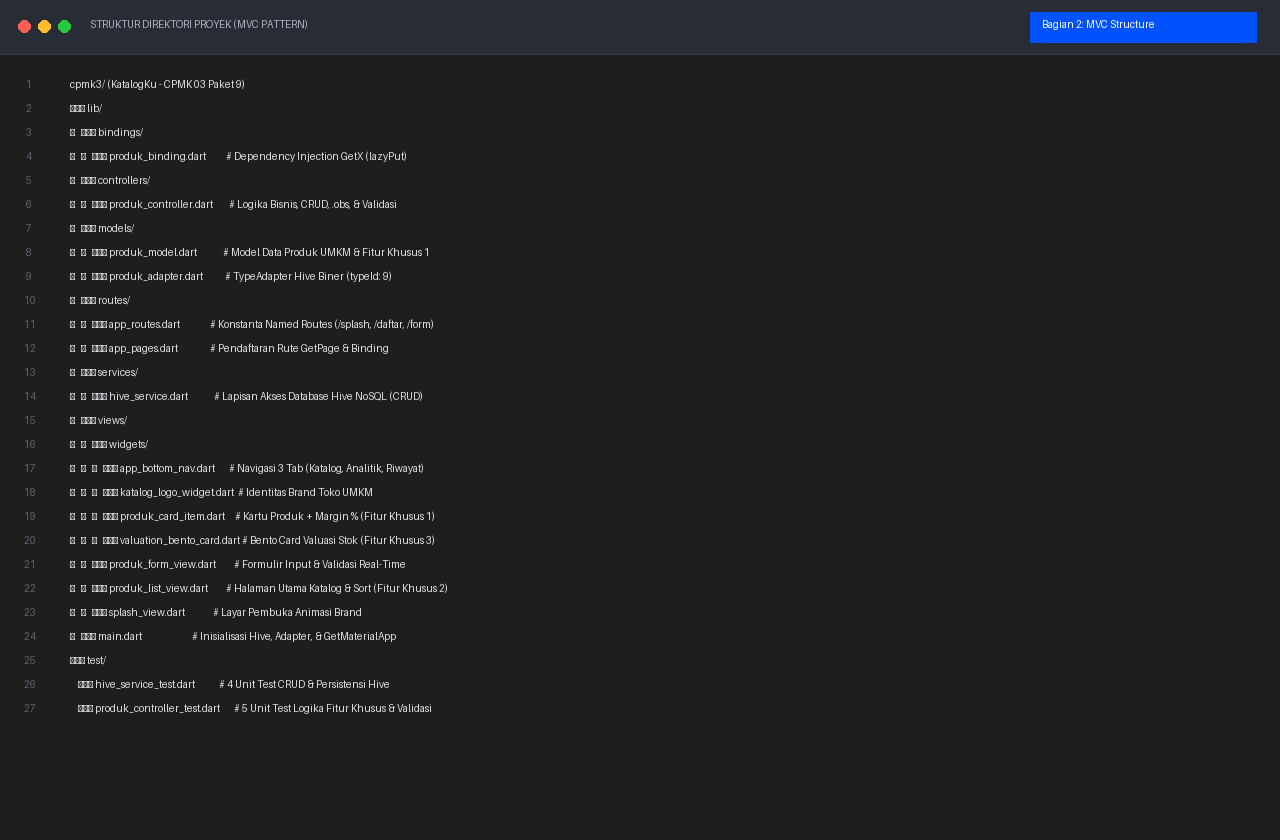 STRUKTUR DIREKTORI PROYEK (MVC PATTERN)
Bagian 2: MVC Structure
1 cpmk3/ (KatalogKu - CPMK 03 Paket 9)
2 lib/
3 bindings/
4 produk_binding.dart # Dependency Injection GetX (lazyPut)
5 controllers/
6 produk_controller.dart # Logika Bisnis, CRUD, .obs, & Validasi
7 models/
8 produk_model.dart # Model Data Produk UMKM & Fitur Khusus 1
9 produk_adapter.dart # TypeAdapter Hive Biner (typeId: 9)
10 routes/
11 app_routes.dart # Konstanta Named Routes (/splash, /daftar, /form)
12 app_pages.dart # Pendaftaran Rute GetPage & Binding
13 services/
14 hive_service.dart # Lapisan Akses Database Hive NoSQL (CRUD)
15 views/
16 widgets/
17 app_bottom_nav.dart # Navigasi 3 Tab (Katalog, Analitik, Riwayat)
18 katalog_logo_widget.dart # Identitas Brand Toko UMKM
19 produk_card_item.dart # Kartu Produk + Margin % (Fitur Khusus 1)
20 valuation_bento_card.dart # Bento Card Valuasi Stok (Fitur Khusus 3)
21 produk_form_view.dart # Formulir Input & Validasi Real-Time
22 produk_list_view.dart # Halaman Utama Katalog & Sort (Fitur Khusus 2)
23 splash_view.dart # Layar Pembuka Animasi Brand
24 main.dart # Inisialisasi Hive, Adapter, & GetMaterialApp
25 test/
26 hive_service_test.dart # 4 Unit Test CRUD & Persistensi Hive
27 produk_controller_test.dart # 5 Unit Test Logika Fitur Khusus & Validasi